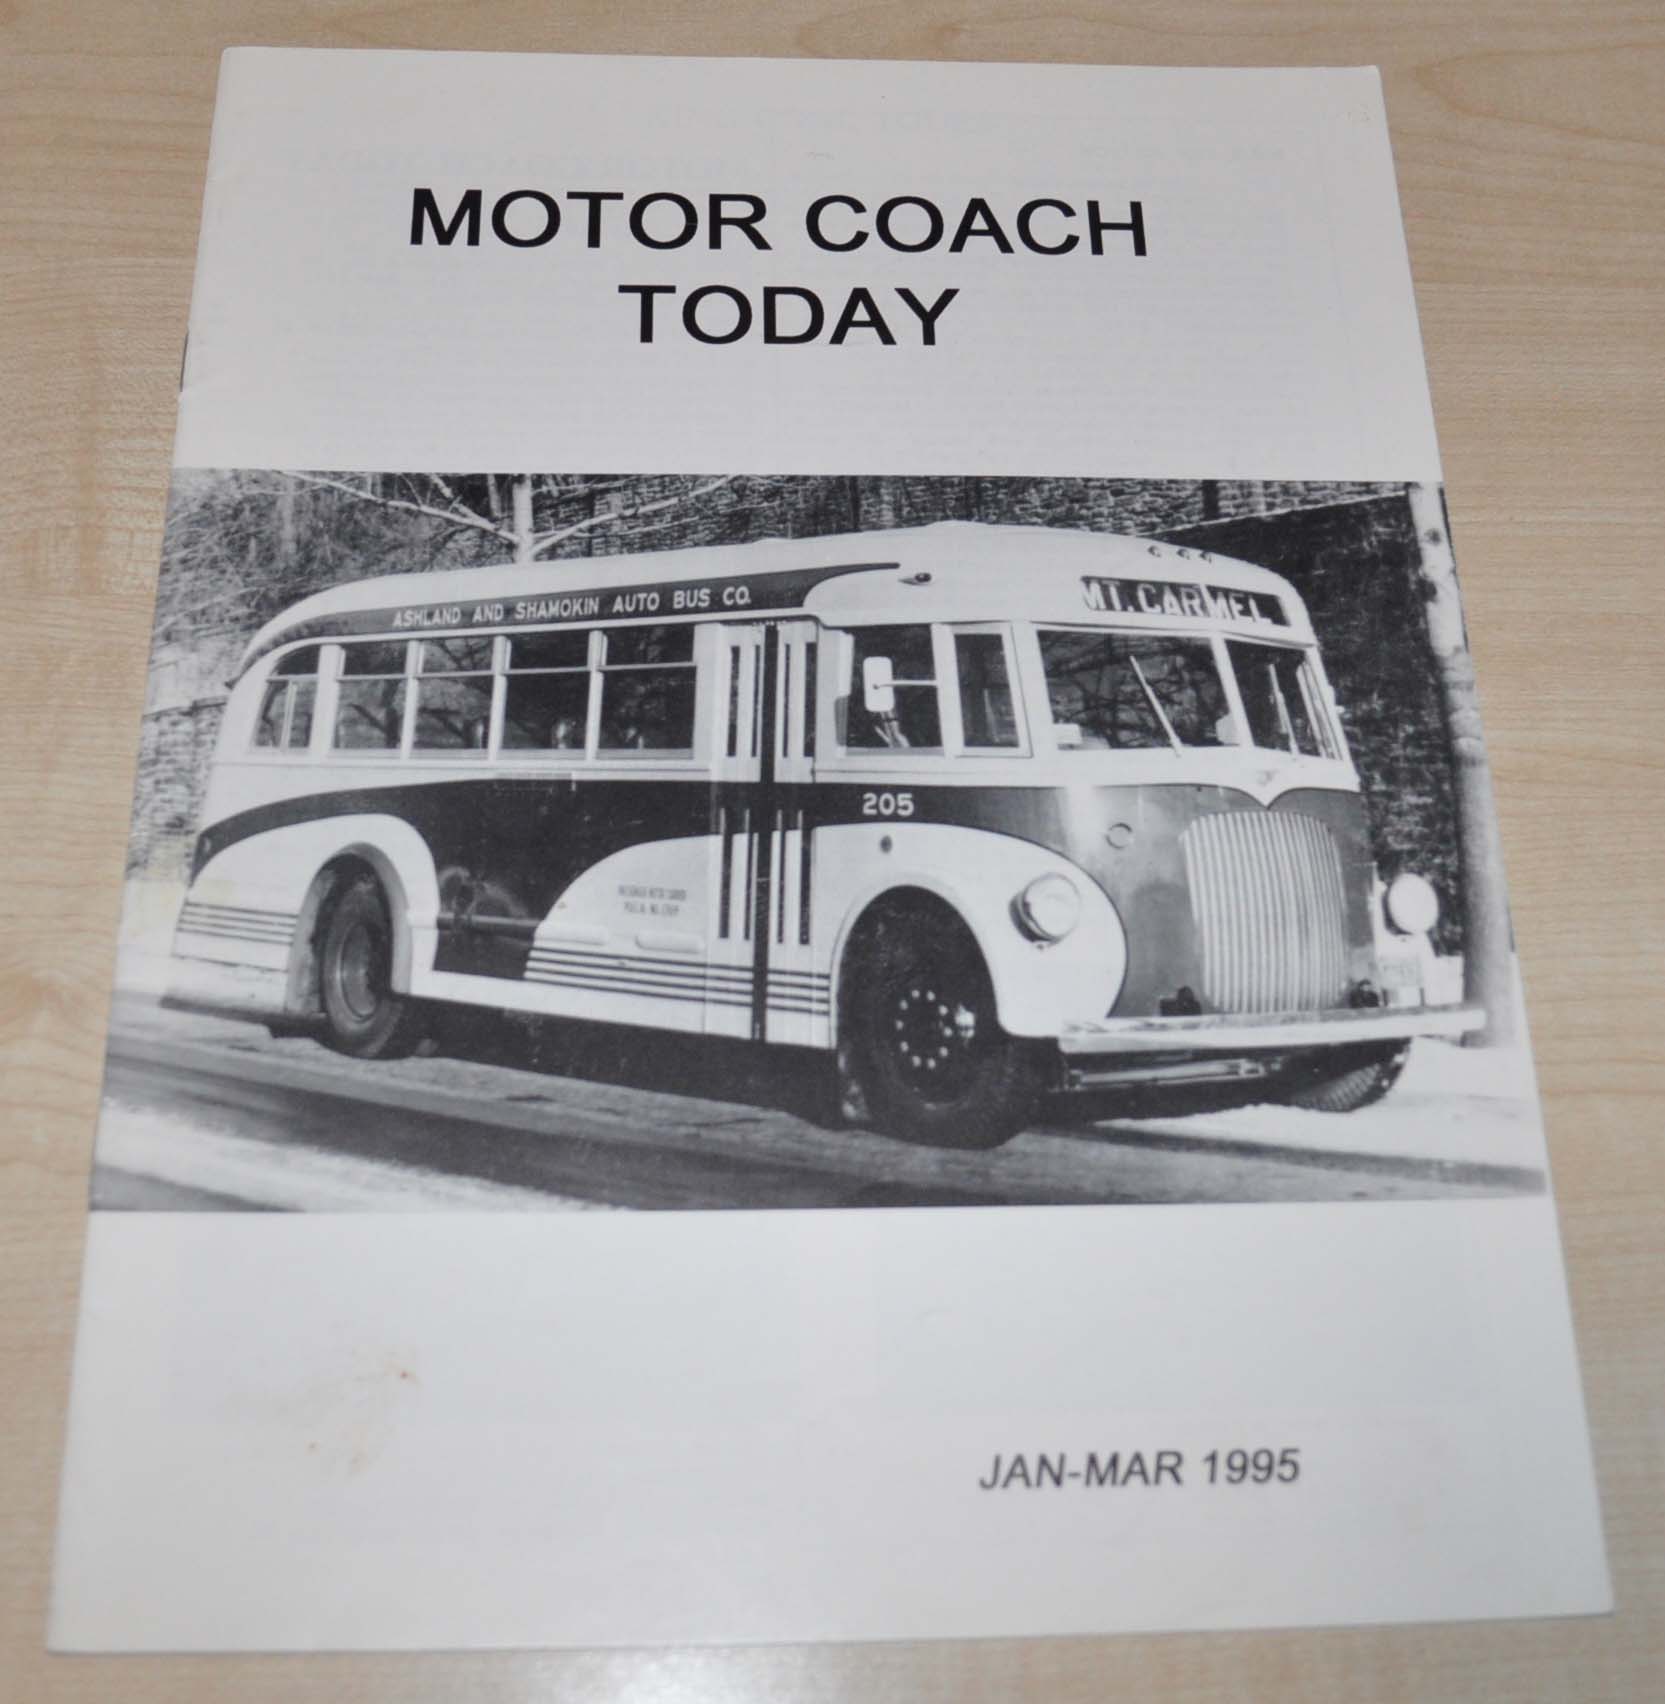 MOTOR COACH
TODAY
ASHLAND AND SHAMOKIN AUTO BUS CO.
MT. CARMEL
205
JAN-MAR 1995